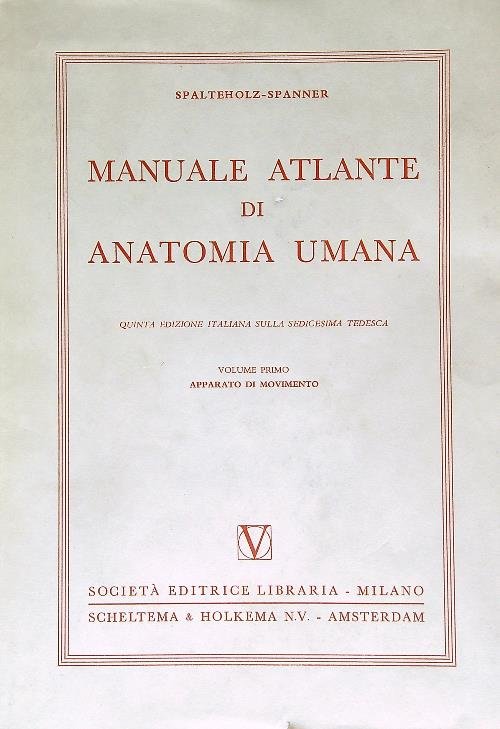 SPALTEHOLZ-SPANNER
MANUALE ATLANTE
DI
ANATOMIA UMANA
QUINTA EDIZIONE ITALIANA SULLA SEDICESIMA TEDESCA
VOLUME PRIMO
APPARATO DI MOVIMENTO
V
SOCIETÀ EDITRICE LIBRARIA - MILANO
SCHELTEMA & HOLKEMA N.V. - AMSTERDAM